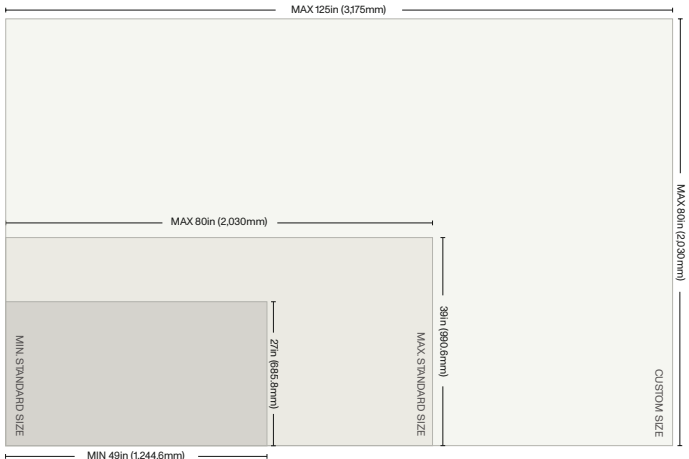 MAX 125in (3,175mm)
MAX 80in (2,030mm)
MAX 80in (2,030mm)
39in (990.6mm)
27in (685.8mm)
MIN. STANDARD SIZE
MAX. STANDARD SIZE
CUSTOM SIZE
MIN 49in (1,244.6mm)